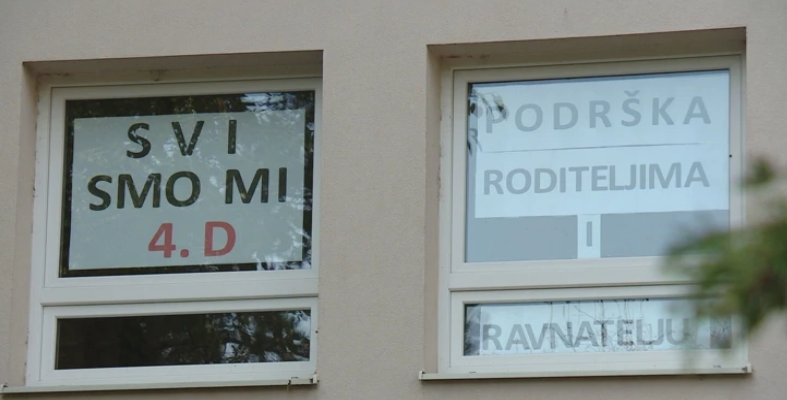 SVI
SMO MI
4. D
PODRŠKA
RODITELJIMA
I
RAVNATELJU